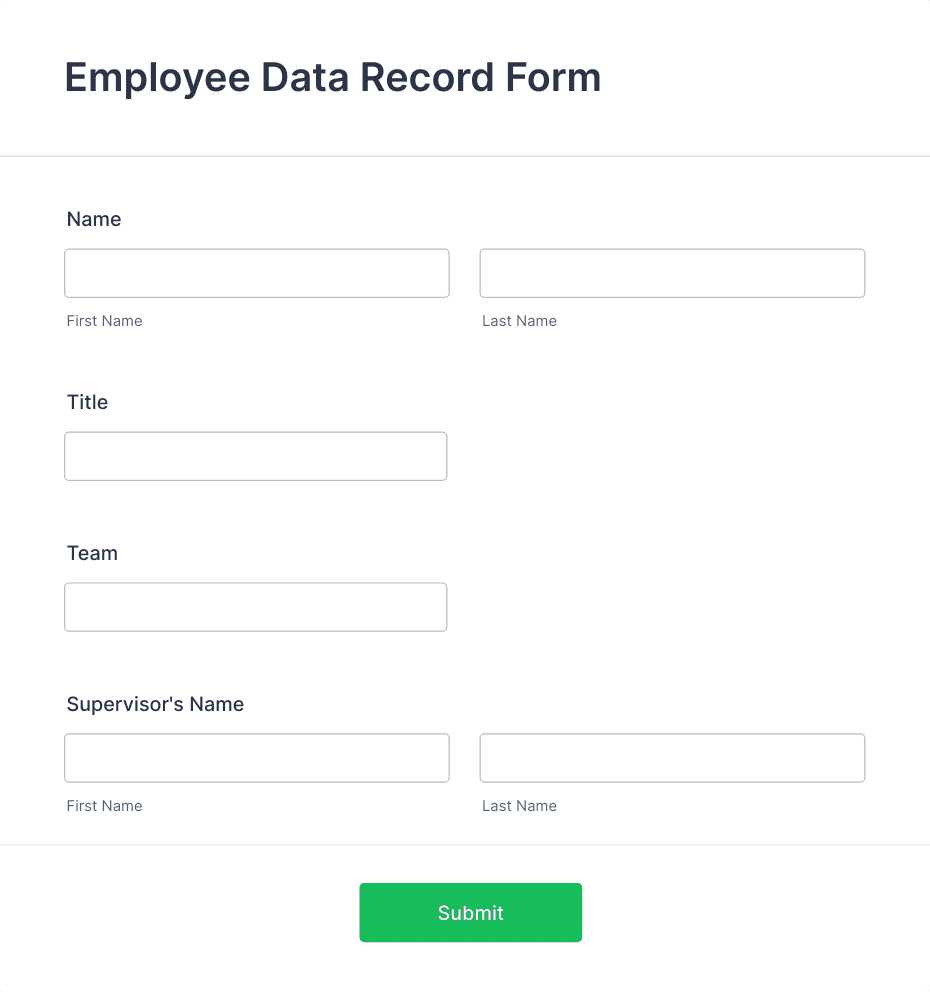 Employee Data Record Form
Name
First Name Last Name
Title
Team
Supervisor's Name
First Name Last Name
Submit